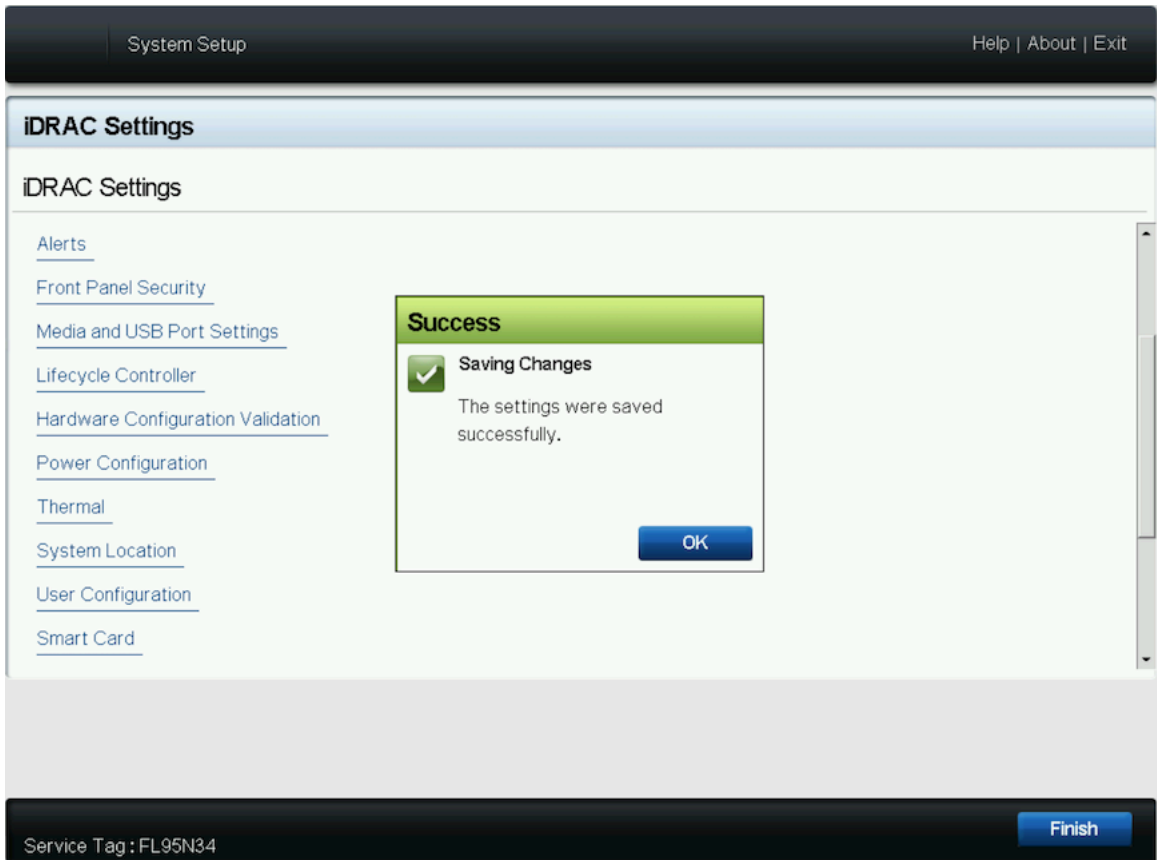 System Setup
Help | About | Exit
iDRAC Settings
iDRAC Settings
Alerts
Front Panel Security
Media and USB Port Settings
Lifecycle Controller
Hardware Configuration Validation
Power Configuration
Thermal
System Location
User Configuration
Smart Card
Success
Saving Changes
The settings were saved
successfully.
OK
Finish
Service Tag : FL95N34